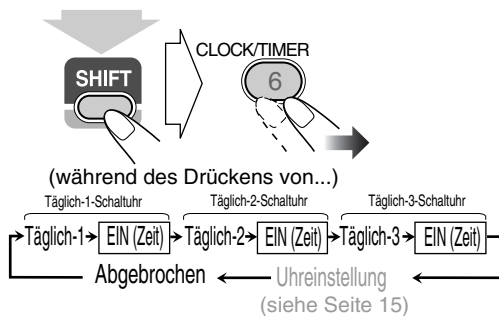 CLOCK/TIMER
SHIFT
6
(während des Drückens von...)
Täglich-1-Schaltuhr Täglich-2-Schaltuhr Täglich-3-Schaltuhr
Täglich-1 EIN (Zeit) Täglich-2 EIN (Zeit) Täglich-3 EIN (Zeit)
Abgebrochen Uhreinstellung
(siehe Seite 15)